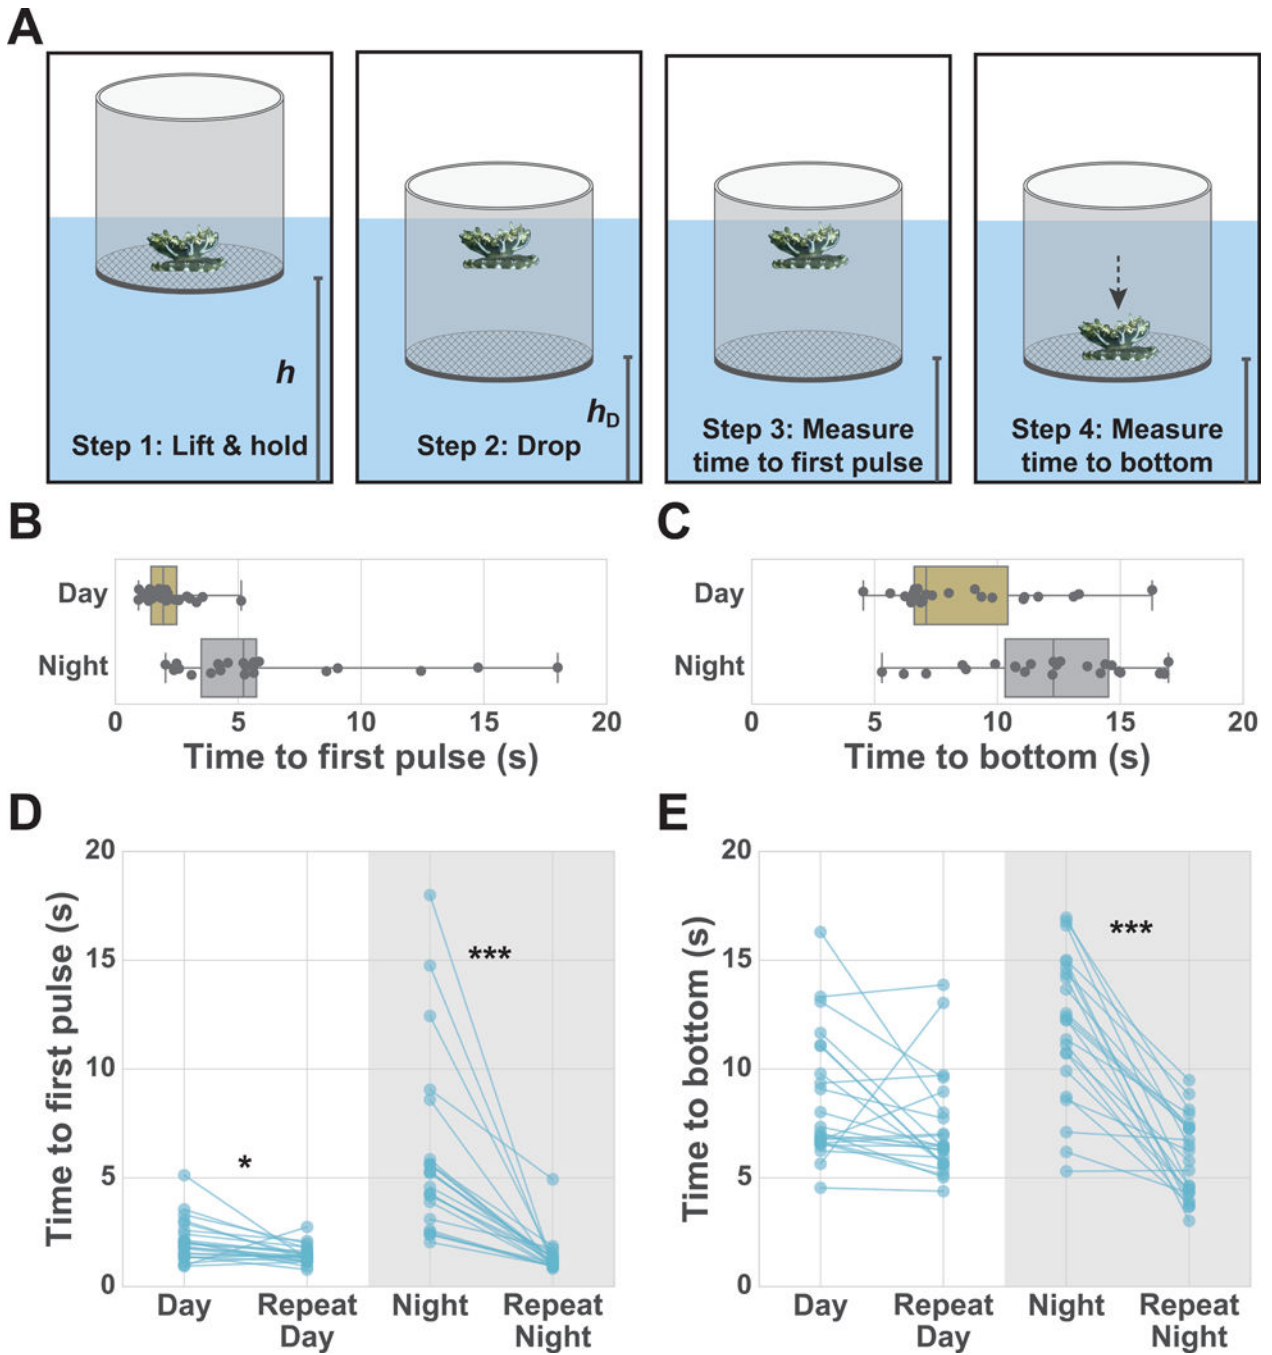 A
h
Step 1: Lift & hold
hD
Step 2: Drop
Step 3: Measure
time to first pulse
Step 4: Measure
time to bottom
B
Day
Night
0 5 10 15 20
Time to first pulse (s)
C
Day
Night
0 5 10 15 20
Time to bottom (s)
D
20
15
10
5
0
Time to first pulse (s)
*
***
Day
Repeat
Day
Night
Repeat
Night
E
20
15
10
5
0
Time to bottom (s)
***
Day
Repeat
Day
Night
Repeat
Night